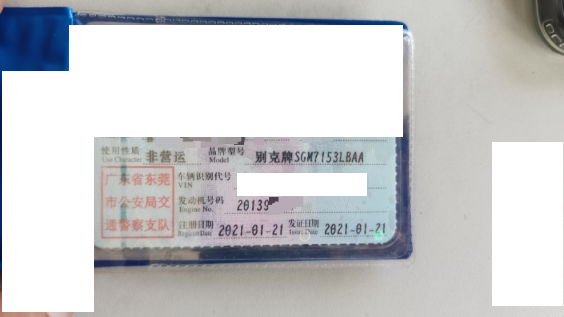 使用性质 非营运 品牌型号 别克牌SGM7153LBAA
Use Character Model
广东省东莞 车辆识别代号
VIN
市公安局交 发动机号码 20139
Engine No.
通警察支队 注册日期 2021-01-21 发证日期 2021-01-21
Register Date Issue Date